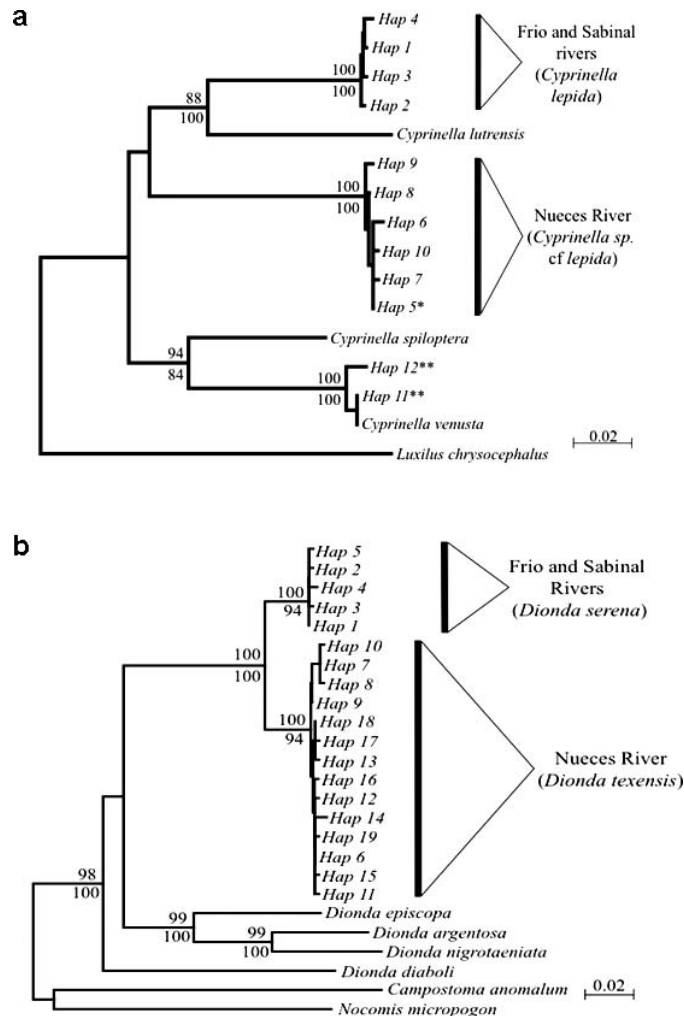 a
Hap 4
Hap 1
Hap 3
Hap 2
100
100
88
100
Cyprinella lutrensis
Frio and Sabinal
rivers
(Cyprinella
lepida)
Hap 9
Hap 8
Hap 6
Hap 10
Hap 7
Hap 5*
100
100
Nueces River
(Cyprinella sp.
cf lepida)
Cyprinella spiloptera
94
84
Hap 12**
100
100
Hap 11**
Cyprinella venusta
Luxilus chrysocephalus
0.02
b
Hap 5
Hap 2
Hap 4
Hap 3
Hap 1
100
94
Frio and Sabinal
Rivers
(Dionda serena)
100
100
Hap 10
Hap 7
Hap 8
Hap 9
Hap 18
Hap 17
Hap 13
Hap 16
Hap 12
Hap 14
Hap 19
Hap 6
Hap 15
Hap 11
100
94
Nueces River
(Dionda texensis)
98
100
Dionda episcopa
99
100
Dionda argentosa
99
100
Dionda nigrotaeniata
Dionda diaboli
Campostoma anomalum
0.02
Nocomis micropogon